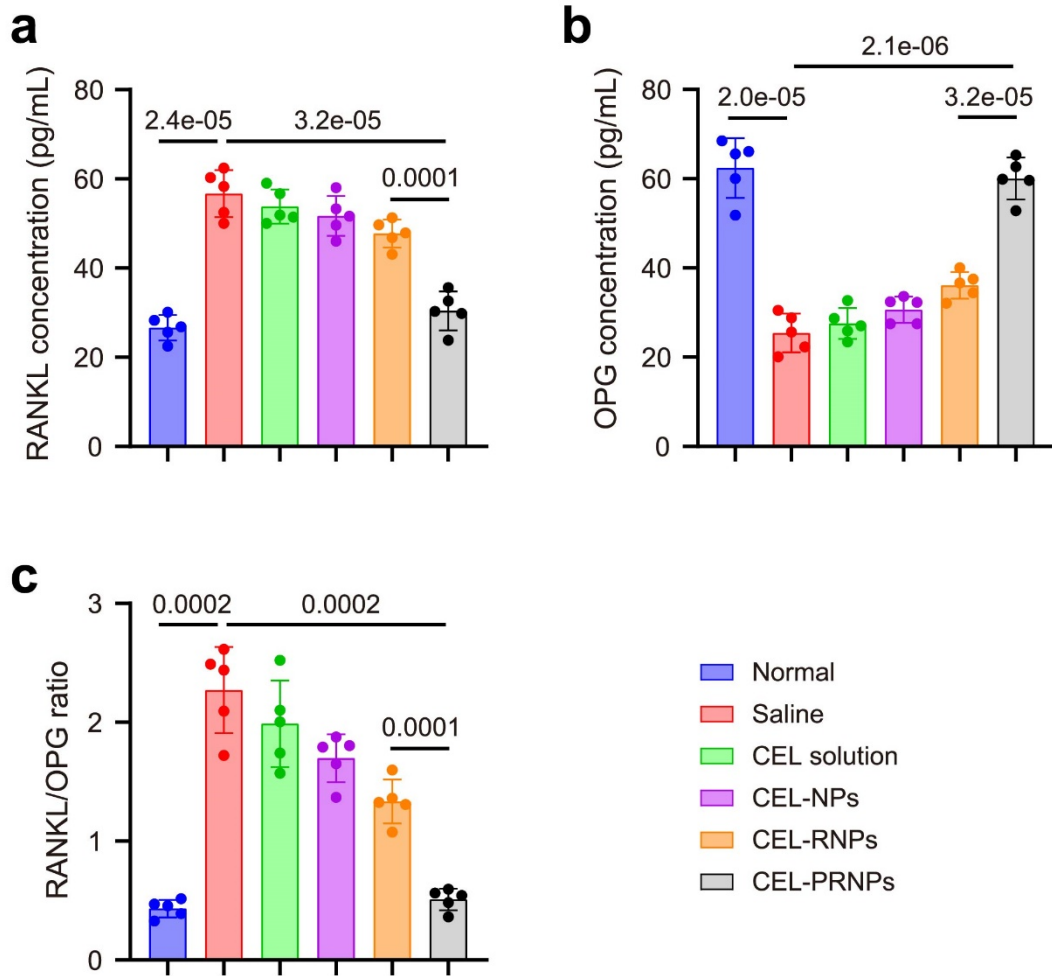 a
RANKL concentration (pg/mL)
80
60
40
20
0
2.4e-05
3.2e-05
0.0001
b
OPG concentration (pg/mL)
80
60
40
20
0
2.1e-06
2.0e-05
3.2e-05
c
RANKL/OPG ratio
3
2
1
0
0.0002
0.0002
0.0001
Normal
Saline
CEL solution
CEL-NPs
CEL-RNPs
CEL-PRNPs